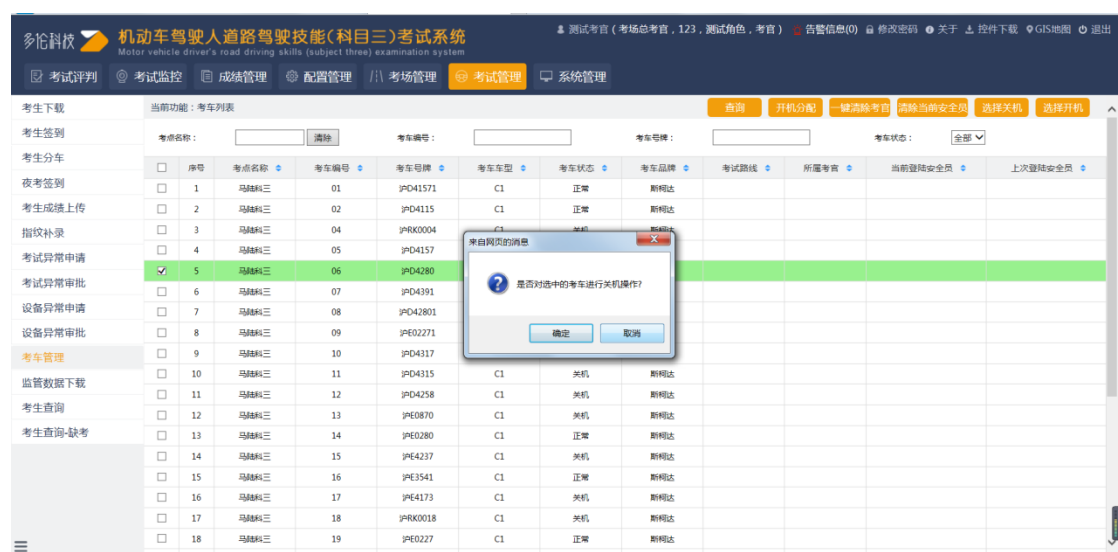 多伦科技 机动车驾驶人道路驾驶技能(科目三)考试系统
Motor vehicle driver's road driving skills (subject three) examination system
测试考官 ( 考场总考官 , 123 , 测试角色 , 考官 ) 告警信息(0) 修改密码 关于 控件下载 GIS地图 退出
考试评判 考试监控 成绩管理 配置管理 考场管理 考试管理 系统管理
考生下载
考生签到
考生分车
夜考签到
考生成绩上传
指纹补录
考试异常申请
考试异常审批
设备异常申请
设备异常审批
考车管理
监管数据下载
考生查询
考生查询-缺考
当前功能 : 考车列表 查询 开机分配 一键清除考官 清除当前安全员 选择关机 选择开机
考点名称 : 清除 考车编号 : 考车号牌 : 考车状态 : 全部
序号 考点名称 考车编号 考车号牌 考车车型 考车状态 考车品牌 考试路线 所属考官 当前登陆安全员 上次登陆安全员
1 马陆科三 01 沪D41571 C1 正常 斯柯达
2 马陆科三 02 沪D4115 C1 正常 斯柯达
3 马陆科三 04 沪RK0004
4 马陆科三 05 沪D4157
5 马陆科三 06 沪D4280
6 马陆科三 07 沪D4391
7 马陆科三 08 沪D42801
8 马陆科三 09 沪E02271
9 马陆科三 10 沪D4317
10 马陆科三 11 沪D4315 C1 关机 斯柯达
11 马陆科三 12 沪D4258 C1 关机 斯柯达
12 马陆科三 13 沪E0870 C1 关机 斯柯达
13 马陆科三 14 沪E0280 C1 正常 斯柯达
14 马陆科三 15 沪E4237 C1 关机 斯柯达
15 马陆科三 16 沪E3541 C1 正常 斯柯达
16 马陆科三 17 沪E4173 C1 关机 斯柯达
17 马陆科三 18 沪RK0018 C1 关机 斯柯达
18 马陆科三 19 沪E0227 C1 正常 斯柯达
来自网页的消息
是否对选中的考车进行关机操作?
确定 取消